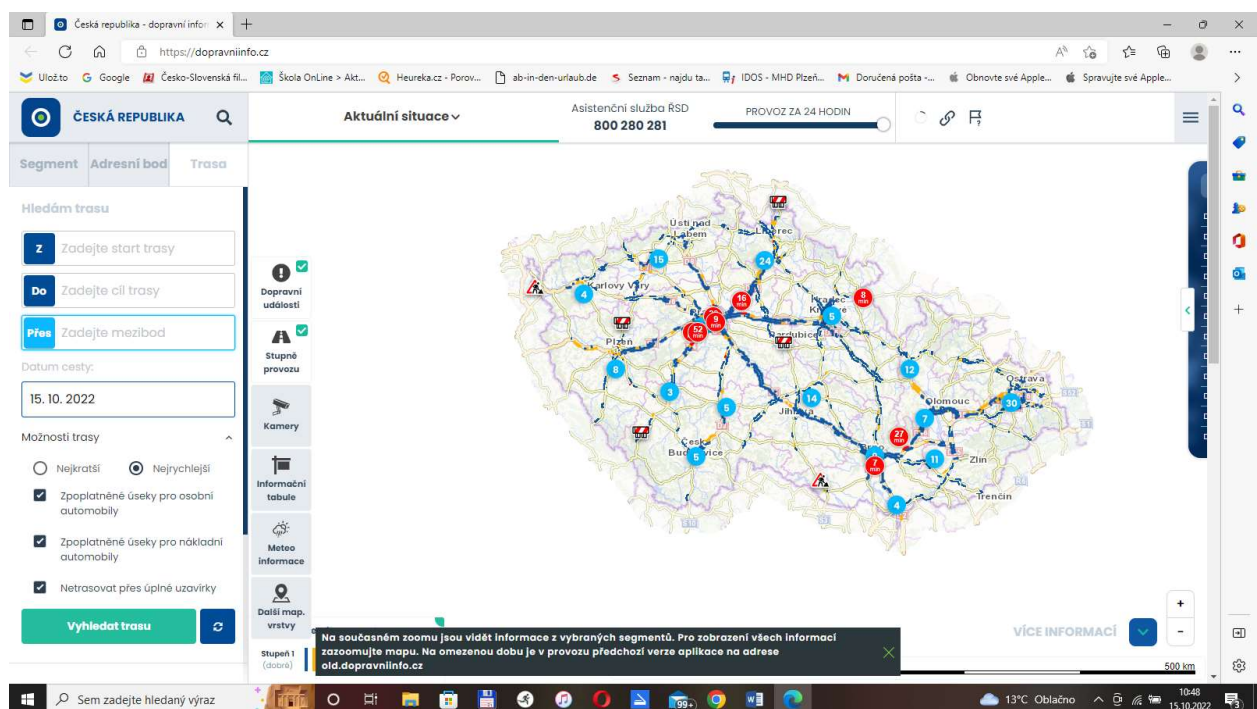 Česká republika - dopravní infor
https://dopravniinfo.cz
Ulož.to
Google
Česko-Slovenská fil...
Škola OnLine > Akt...
Heureka.cz - Porov...
ab-in-den-urlaub.de
Seznam - najdu ta...
IDOS - MHD Plzeň...
Doručená pošta -...
Obnovte své Apple...
Spravujte své Apple...
ČESKÁ REPUBLIKA
Aktuální situace
Asistenční služba ŘSD
800 280 281
PROVOZ ZA 24 HODIN
Segment
Adresní bod
Trasa
Hledám trasu
Z
Zadejte start trasy
Do
Zadejte cíl trasy
Přes
Zadejte mezibod
Datum cesty:
15. 10. 2022
Možnosti trasy
Nejkratší
Nejrychlejší
Zpoplatněné úseky pro osobní
automobily
Zpoplatněné úseky pro nákladní
automobily
Netrasovat přes úplné uzavírky
Vyhledat trasu
Dopravní
události
Stupně
provozu
Kamery
Informační
tabule
Meteo
informace
Další map.
vrstvy
Stupeň 1
(dobrá)
Ústí nad
Labem
Liberec
15
24
Karlovy Vary
4
16
min
8
min
Hradec
5
9
min
52
min
Plzeň
Pardubice
8
12
3
Ostrava
14
5
30
Olomouc
Jihlava
7
27
min
České
Budějovice
5
11
Zlín
7
min
4
Trenčín
Na současném zoomu jsou vidět informace z vybraných segmentů. Pro zobrazení všech informací
zazoomujte mapu. Na omezenou dobu je v provozu předchozí verze aplikace na adrese
old.dopravniinfo.cz
VÍCE INFORMACÍ
+
-
500 km
Sem zadejte hledaný výraz
99+
13°C Oblačno
10:48
15.10.2022
3